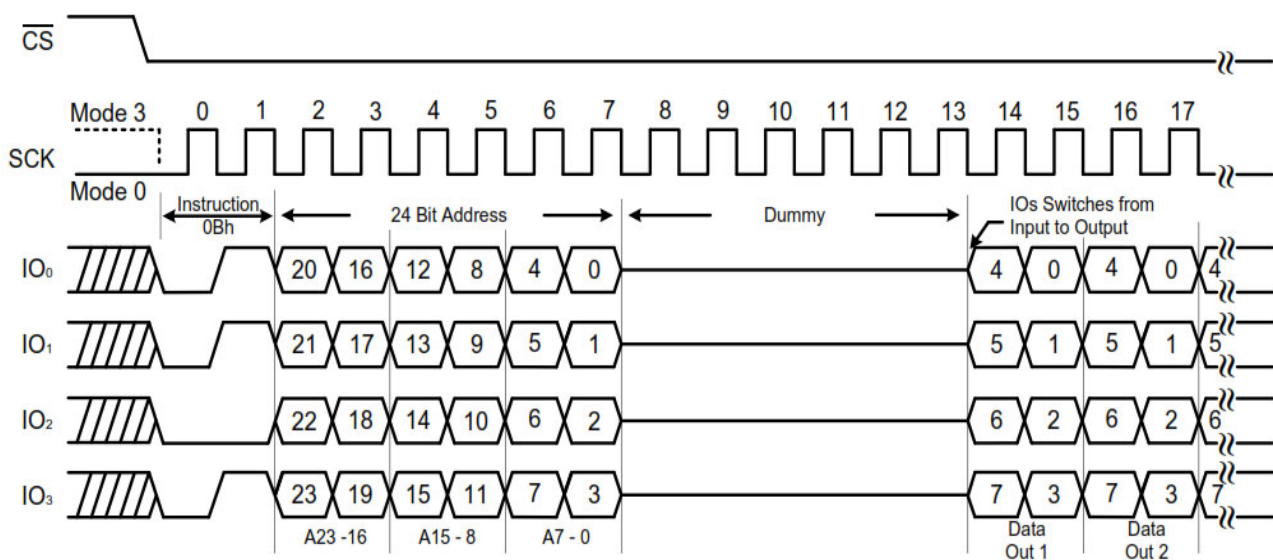 CS
Mode 3
0 1 2 3 4 5 6 7 8 9 10 11 12 13 14 15 16 17
SCK
Mode 0
Instruction
0Bh
24 Bit Address
Dummy
IOs Switches from
Input to Output
IO₀ 20 16 12 8 4 0 4 0 4 0 4
IO₁ 21 17 13 9 5 1 5 1 5 1 5
IO₂ 22 18 14 10 6 2 6 2 6 2 6
IO₃ 23 19 15 11 7 3 7 3 7 3 7
A23 -16 A15 - 8 A7 - 0
Data
Out 1
Data
Out 2